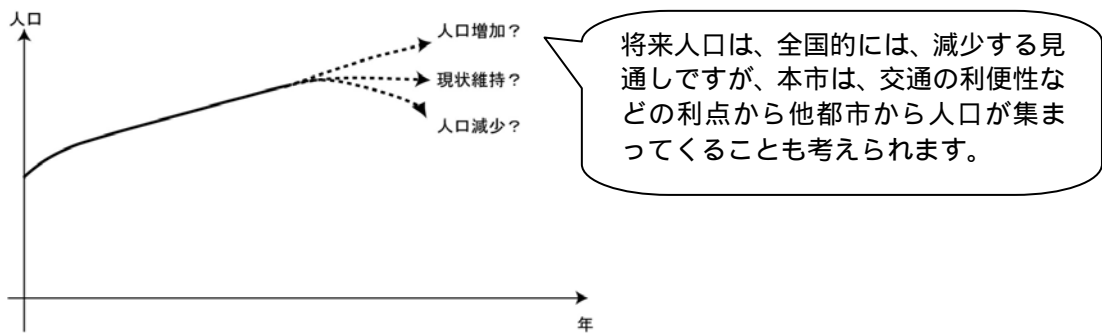 人口
人口増加?
現状維持?
人口減少?
年
将来人口は、全国的には、減少する見
通しですが、本市は、交通の利便性な
どの利点から他都市から人口が集ま
ってくることも考えられます。